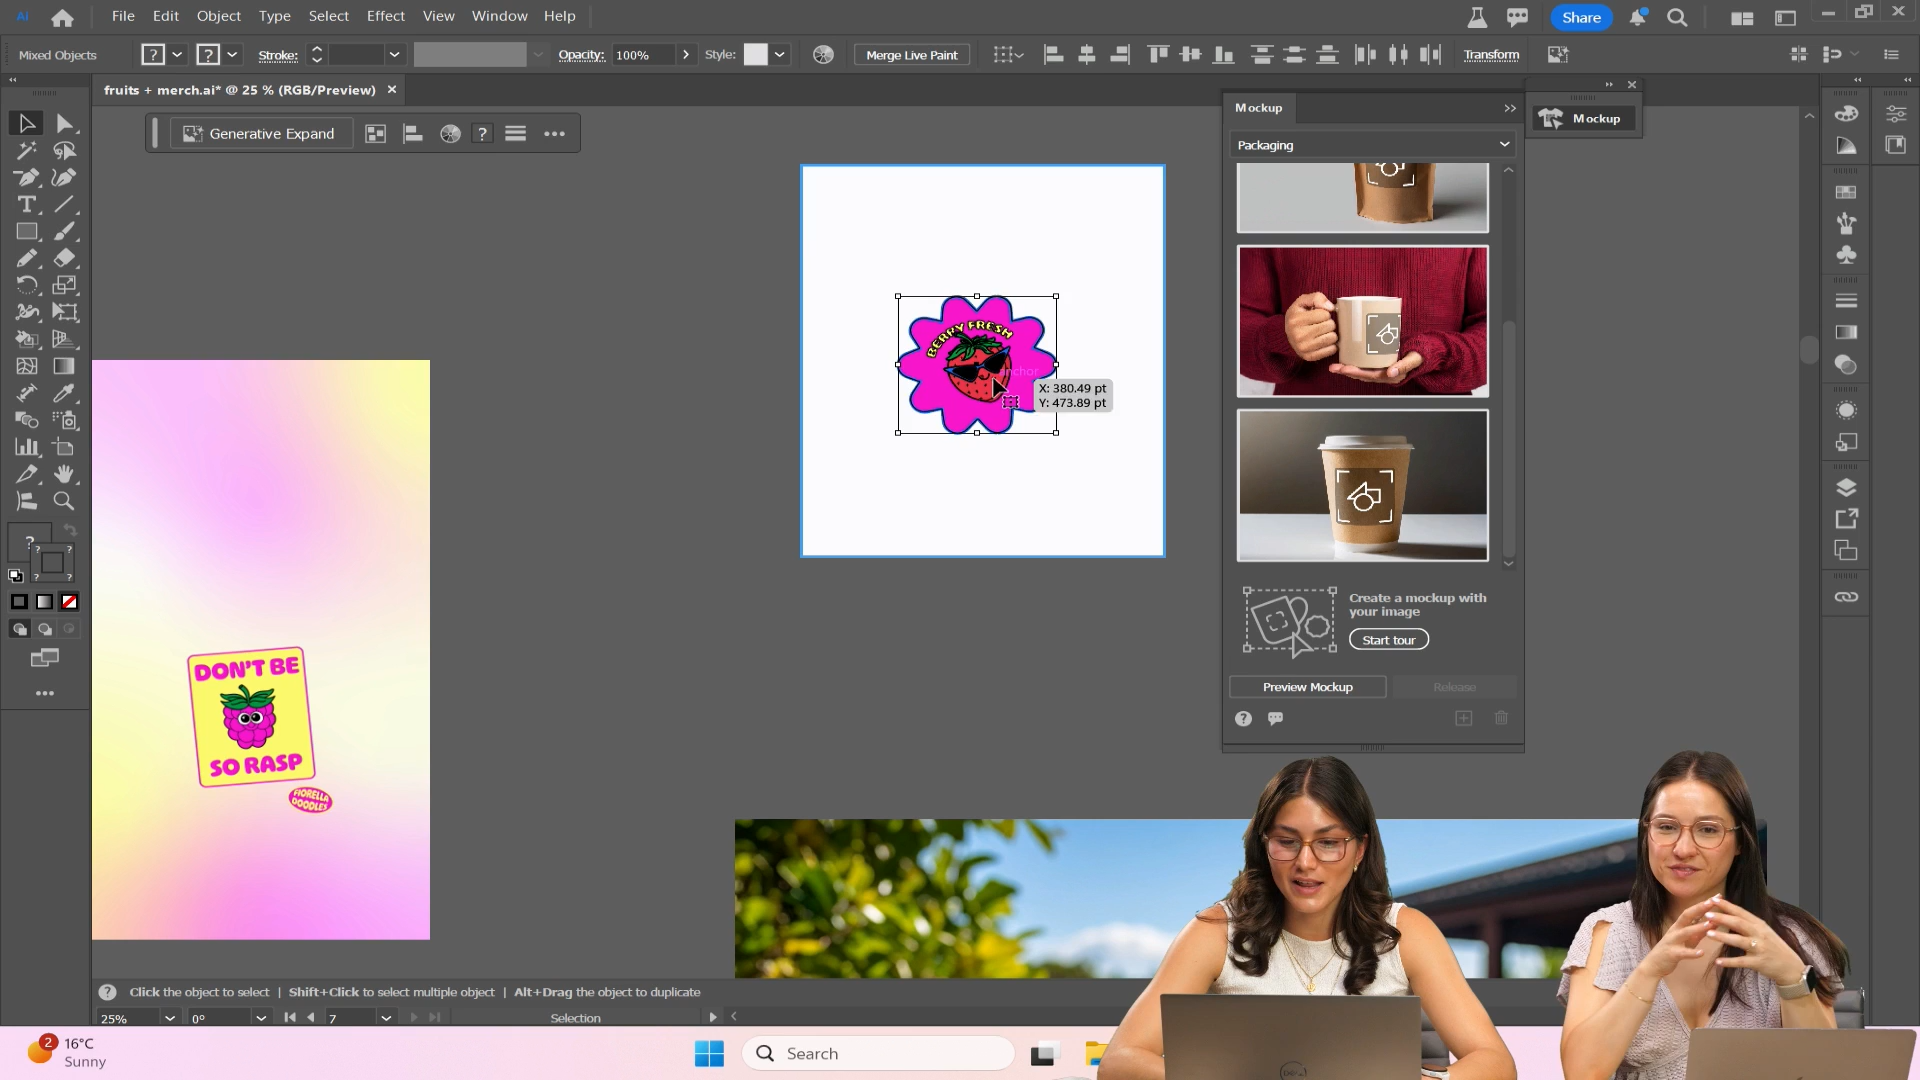 Ai
File Edit Object Type Select Effect View Window Help
Share
Mixed Objects
?
?
Stroke:
Opacity: 100%
Style:
Merge Live Paint
Transform
fruits + merch.ai* @ 25 % (RGB/Preview)
Generative Expand
?
Mockup
Mockup
Packaging
BERRY FRESH
anchor
X: 380.49 pt
Y: 473.89 pt
DON'T BE
SO RASP
FIORELLA
DOODLES
Create a mockup with
your image
Start tour
Preview Mockup
Release
Click the object to select | Shift+Click to select multiple object | Alt+Drag the object to duplicate
25%
0°
7
Selection
2
16°C
Sunny
Search
DELL